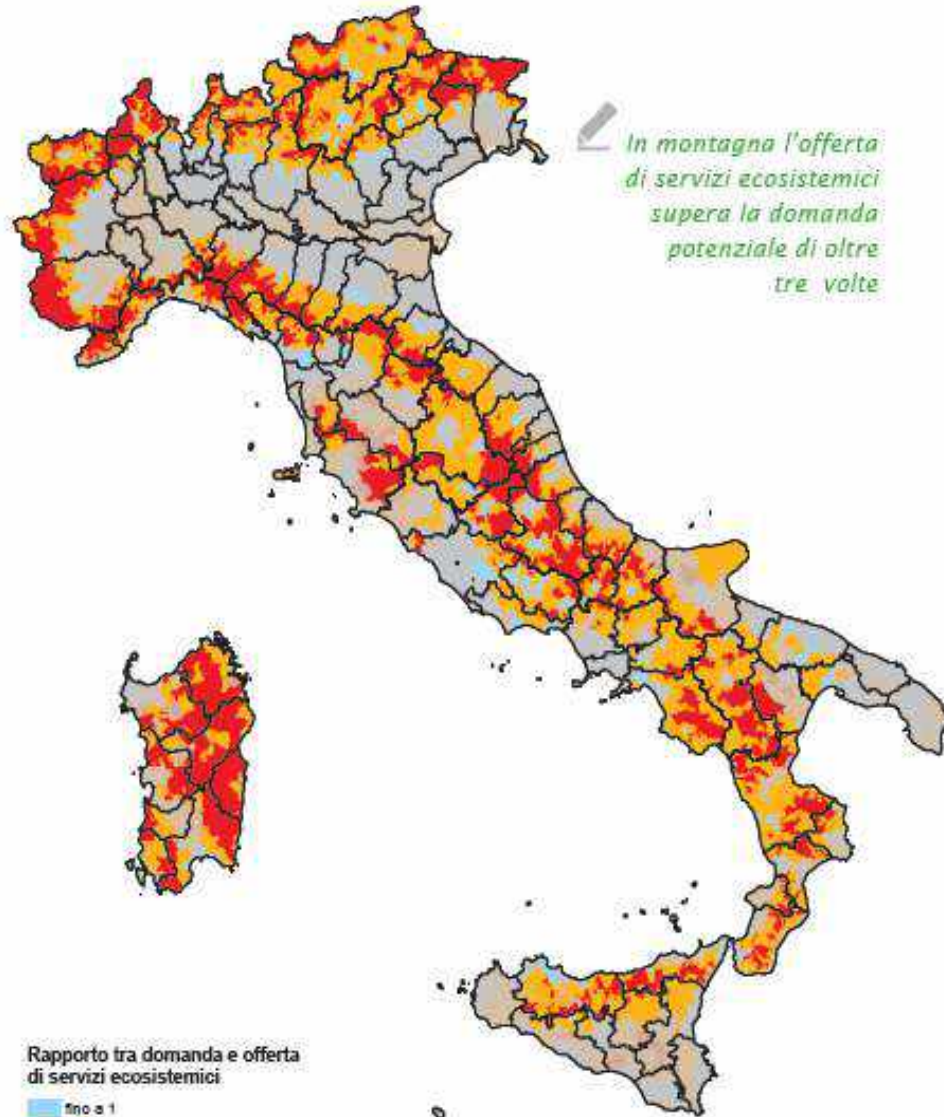 In montagna l'offerta
di servizi ecosistemici
supera la domanda
potenziale di oltre
tre volte
Rapporto tra domanda e offerta
di servizi ecosistemici
fino a 1